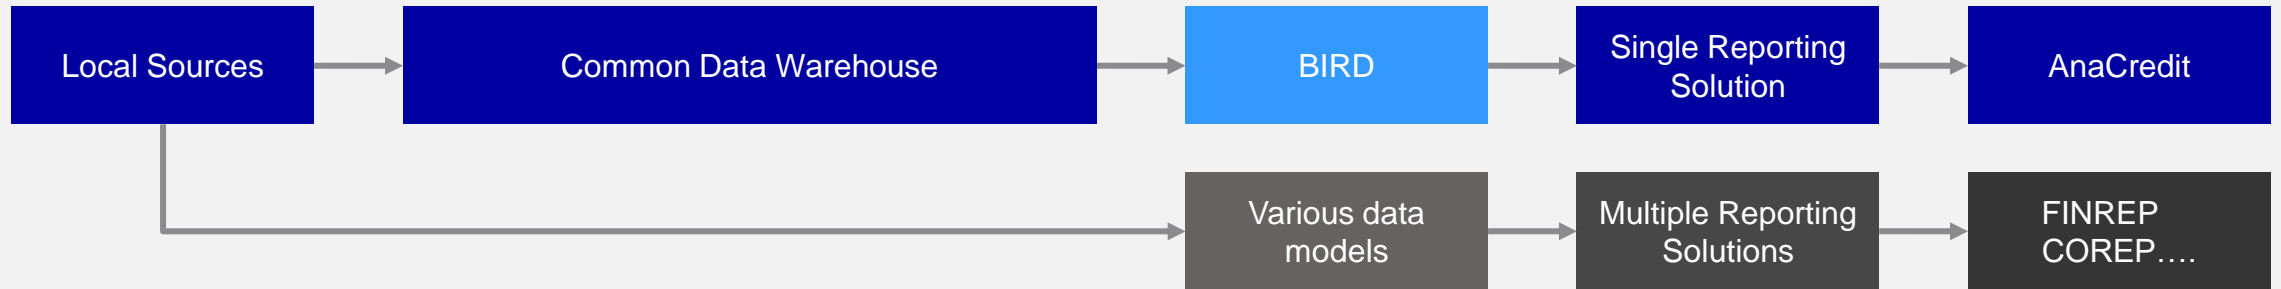 Local Sources
Common Data Warehouse
BIRD
Single Reporting
Solution
AnaCredit
Various data
models
Multiple Reporting
Solutions
FINREP
COREP….